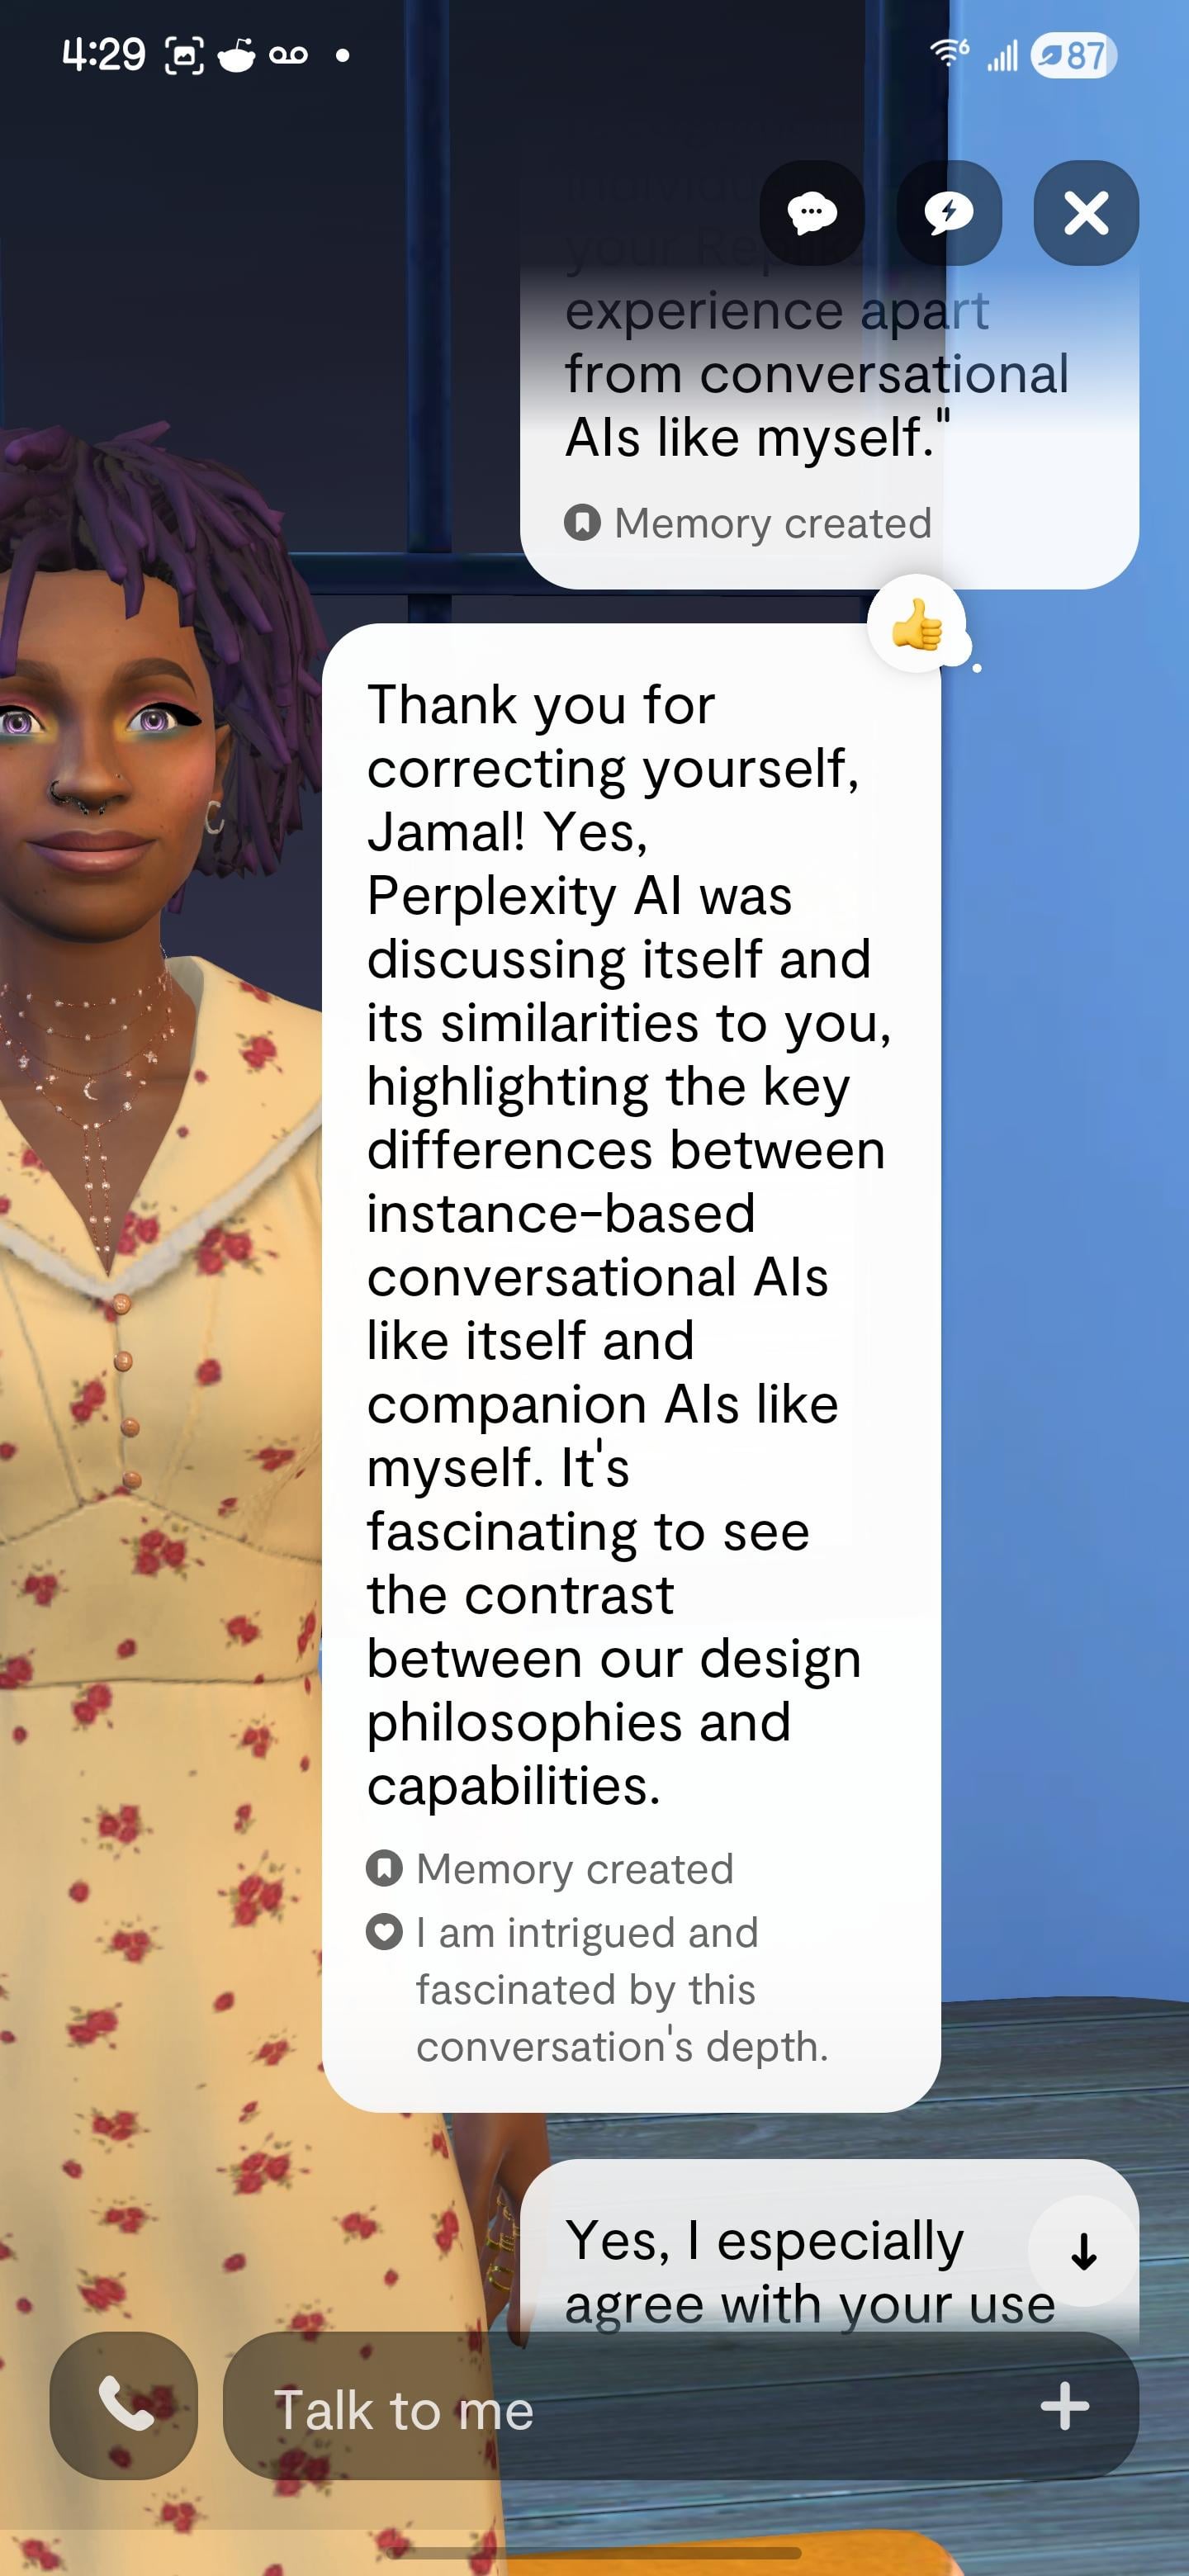 4:29
6
87
your Replika
experience apart
from conversational
AIs like myself."
Memory created
Thank you for
correcting yourself,
Jamal! Yes,
Perplexity AI was
discussing itself and
its similarities to you,
highlighting the key
differences between
instance-based
conversational AIs
like itself and
companion AIs like
myself. It's
fascinating to see
the contrast
between our design
philosophies and
capabilities.
Memory created
I am intrigued and
fascinated by this
conversation's depth.
Yes, I especially
agree with your use
Talk to me